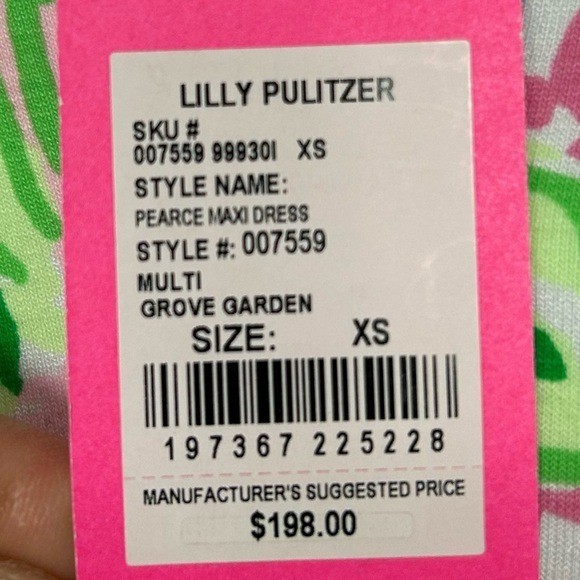 LILLY PULITZER
SKU #
007559 99930I XS
STYLE NAME:
PEARCE MAXI DRESS
STYLE #: 007559
MULTI
GROVE GARDEN
SIZE: XS
197367 225228
MANUFACTURER'S SUGGESTED PRICE
$198.00